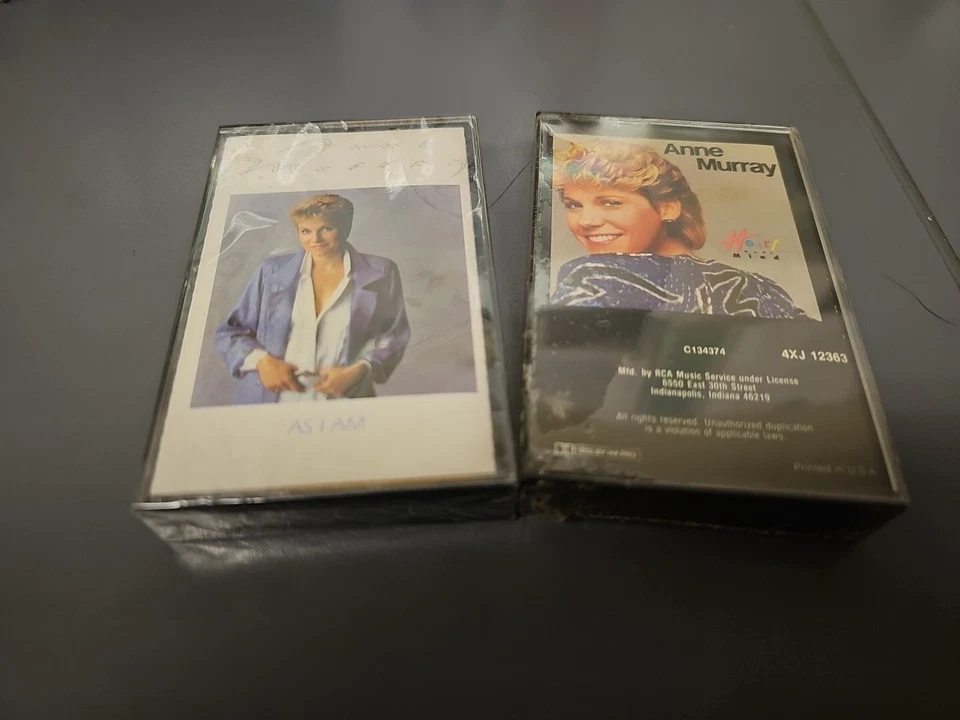 AS I AM
Anne
Murray
Heart
Over
Mind
C134374
4XJ 12363
Mfd. by RCA Music Service under License
6550 East 30th Street
Indianapolis, Indiana 46219
All rights reserved. Unauthorized duplication
is a violation of applicable laws.
Printed in U.S.A